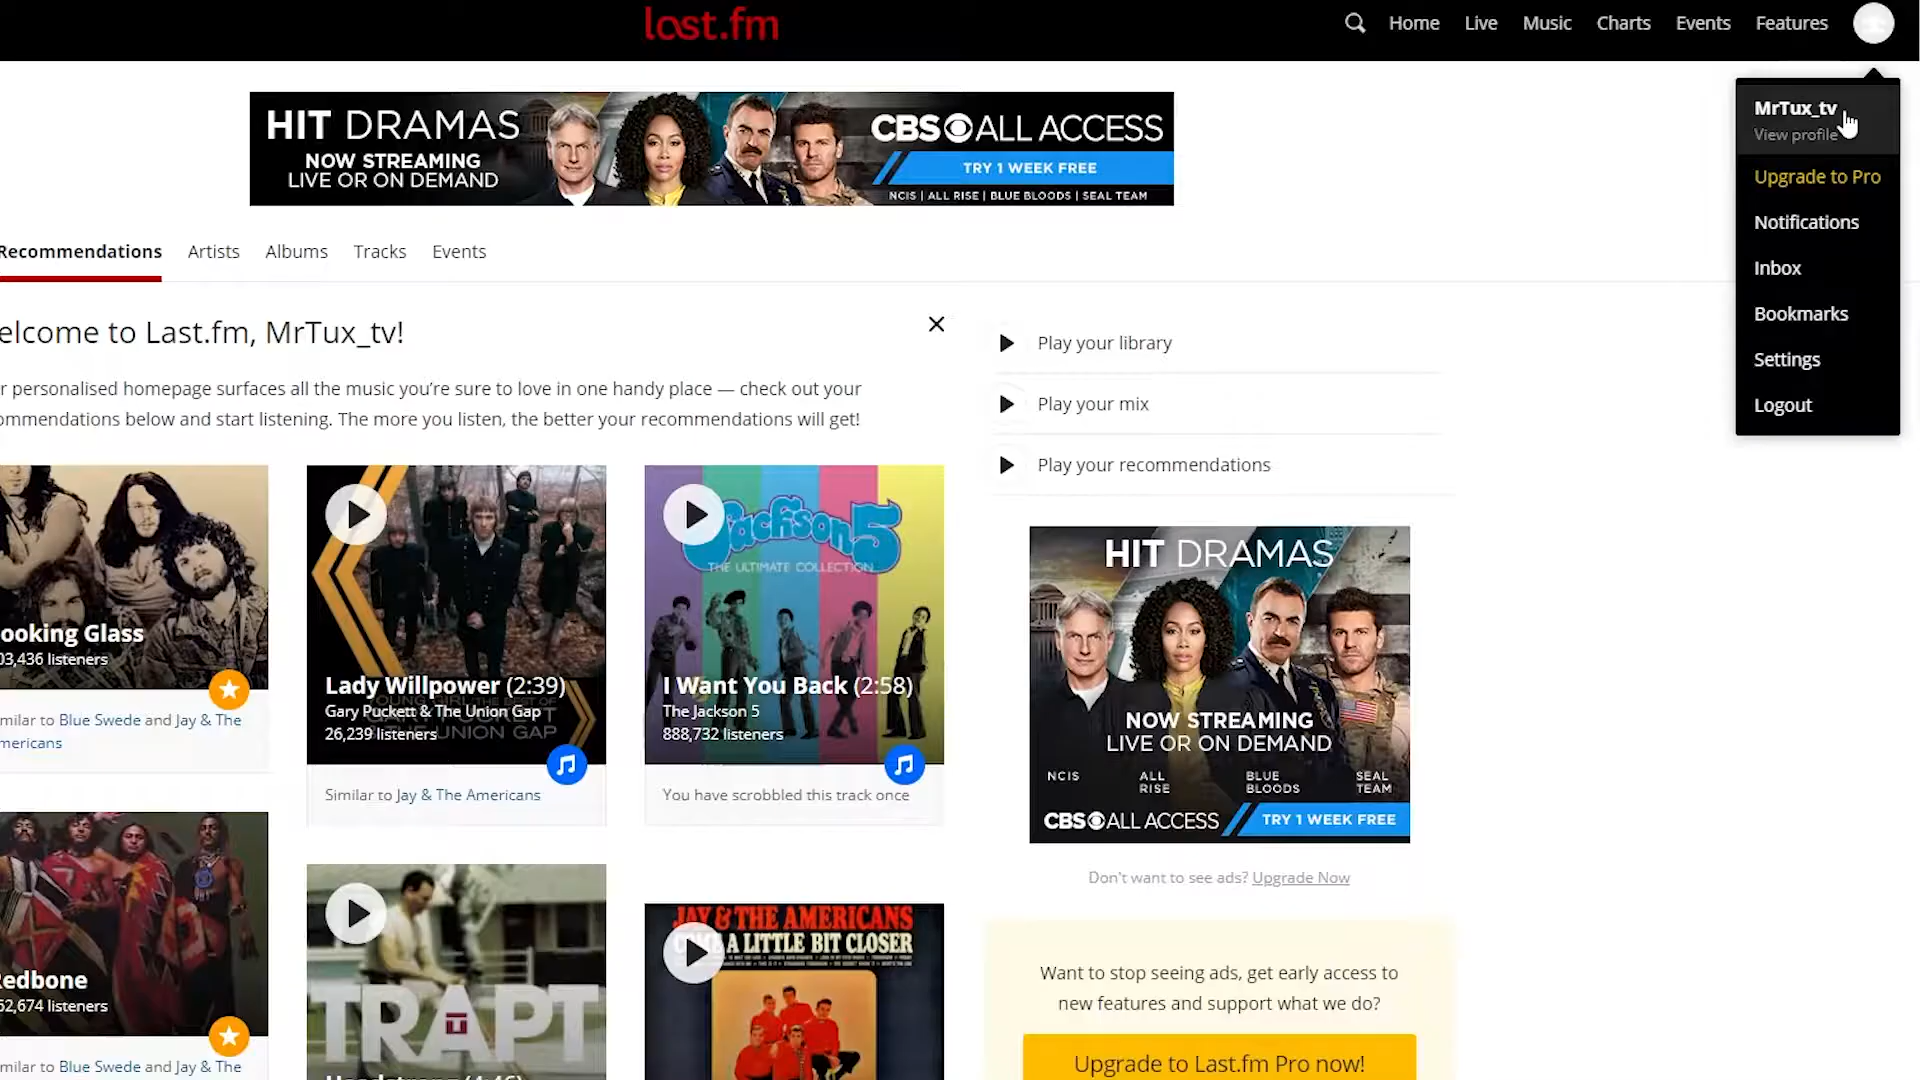 last.fm
Home Live Music Charts Events Features
HIT DRAMAS
NOW STREAMING
LIVE OR ON DEMAND
CBS ALL ACCESS
TRY 1 WEEK FREE
NCIS | ALL RISE | BLUE BLOODS | SEAL TEAM
MrTux_tv
View profile
Upgrade to Pro
Notifications
Inbox
Bookmarks
Settings
Logout
Recommendations Artists Albums Tracks Events
elcome to Last.fm, MrTux_tv!
r personalised homepage surfaces all the music you’re sure to love in one handy place — check out your
ommendations below and start listening. The more you listen, the better your recommendations will get!
Play your library
Play your mix
Play your recommendations
ooking Glass
03,436 listeners
milar to Blue Swede and Jay & The
mericans
Lady Willpower (2:39)
Gary Puckett & The Union Gap
26,239 listeners
Similar to Jay & The Americans
Jackson 5
THE ULTIMATE COLLECTION
I Want You Back (2:58)
The Jackson 5
888,732 listeners
You have scrobbled this track once
HIT DRAMAS
NOW STREAMING
LIVE OR ON DEMAND
NCIS
ALL RISE
BLUE BLOODS
SEAL TEAM
CBS ALL ACCESS
TRY 1 WEEK FREE
Don't want to see ads? Upgrade Now
edbone
52,674 listeners
milar to Blue Swede and Jay & The
TRAPT
JAY & THE AMERICANS
COME A LITTLE BIT CLOSER
Want to stop seeing ads, get early access to
new features and support what we do?
Upgrade to Last.fm Pro now!